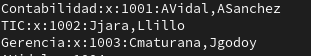 Contabilidad:x:1001:AVidal,ASanchez
TIC:x:1002:Jjara,Llillo
Gerencia:x:1003:Cmaturana,Jgodoy